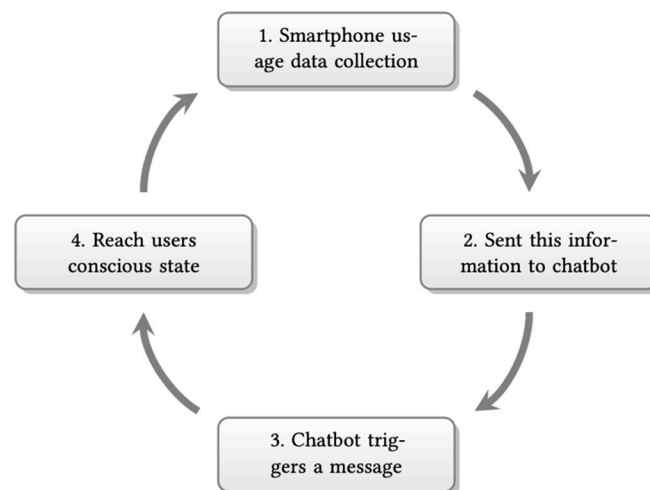 1. Smartphone us-
age data collection
2. Sent this infor-
mation to chatbot
3. Chatbot trig-
gers a message
4. Reach users
conscious state